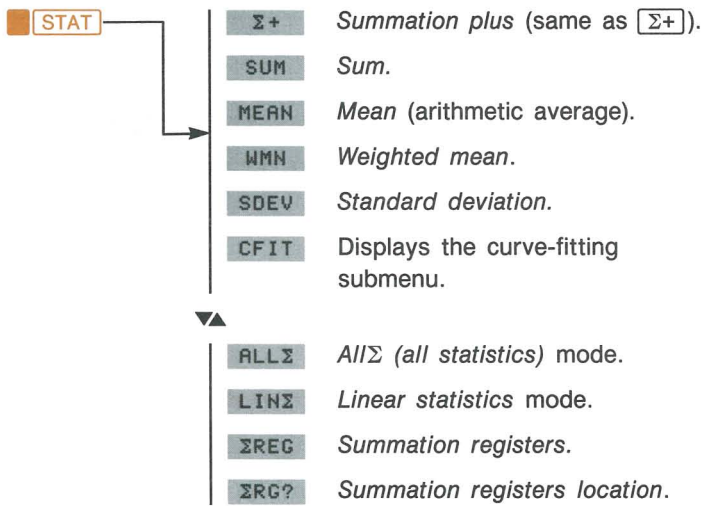 STAT
Σ+ Summation plus (same as Σ+).
SUM Sum.
MEAN Mean (arithmetic average).
WMN Weighted mean.
SDEV Standard deviation.
CFIT Displays the curve-fitting
submenu.
▼▲
ALLΣ AllΣ (all statistics) mode.
LINΣ Linear statistics mode.
ΣREG Summation registers.
ΣRG? Summation registers location.